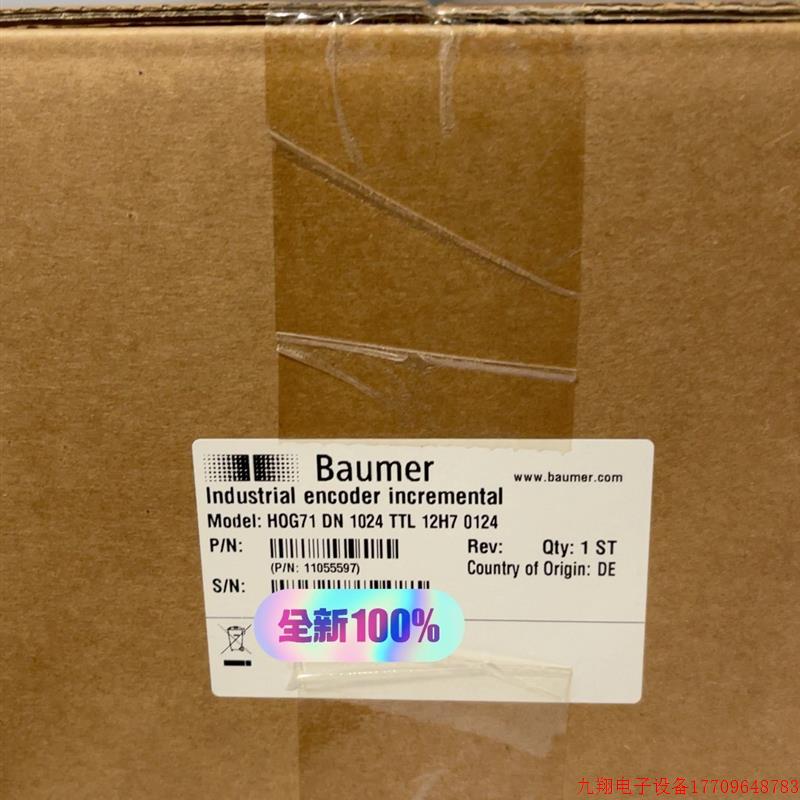 Baumer
www.baumer.com
Industrial encoder incremental
Model: HOG71 DN 1024 TTL 12H7 0124
P/N:
Rev: Qty: 1 ST
(P/N: 11055597)
Country of Origin: DE
S/N:
全新100%
九翔电子设备17709648783